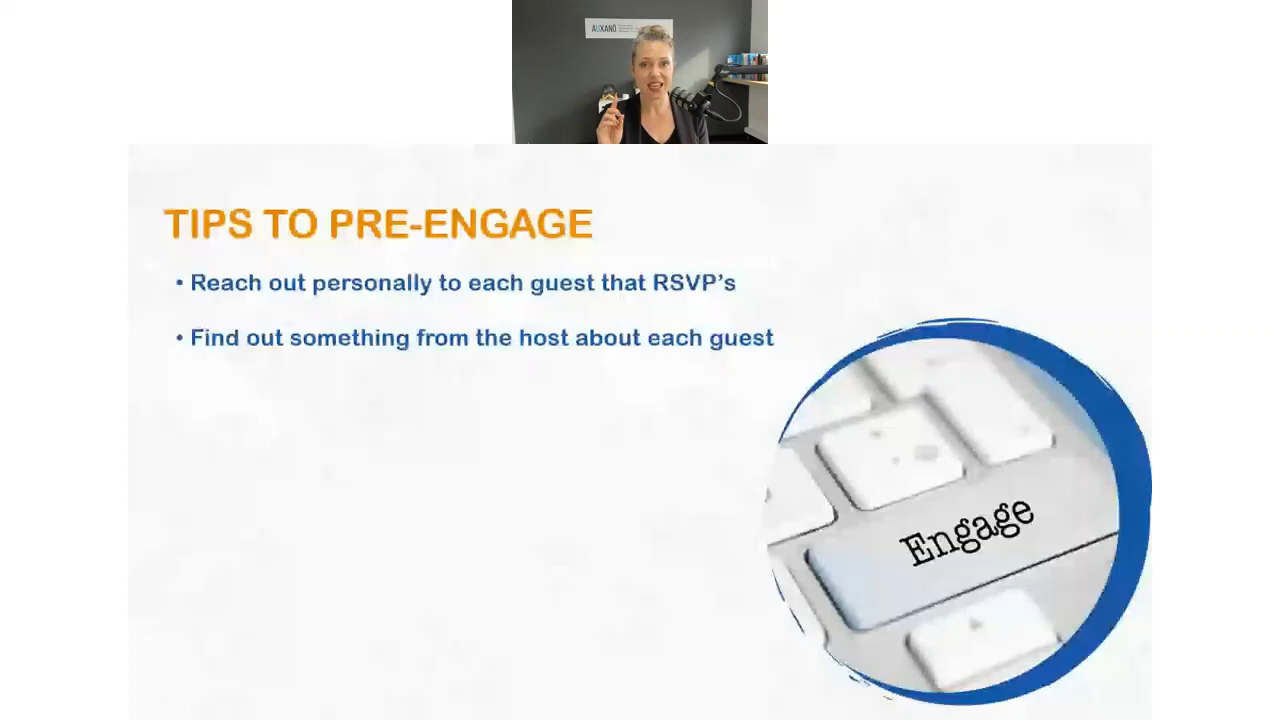 AUXANO
TIPS TO PRE-ENGAGE
• Reach out personally to each guest that RSVP’s
• Find out something from the host about each guest
Engage